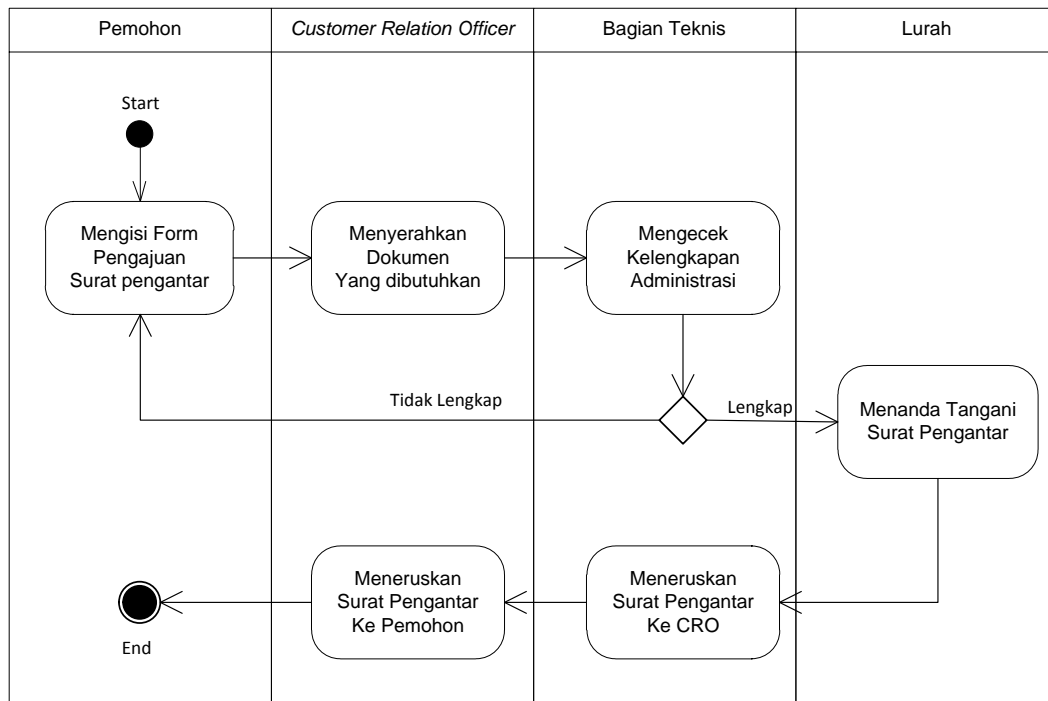 Pemohon
Customer Relation Officer
Bagian Teknis
Lurah
Start
Mengisi Form
Pengajuan
Surat pengantar
Menyerahkan
Dokumen
Yang dibutuhkan
Mengecek
Kelengkapan
Administrasi
Tidak Lengkap
Lengkap
Menanda Tangani
Surat Pengantar
Meneruskan
Surat Pengantar
Ke Pemohon
Meneruskan
Surat Pengantar
Ke CRO
End